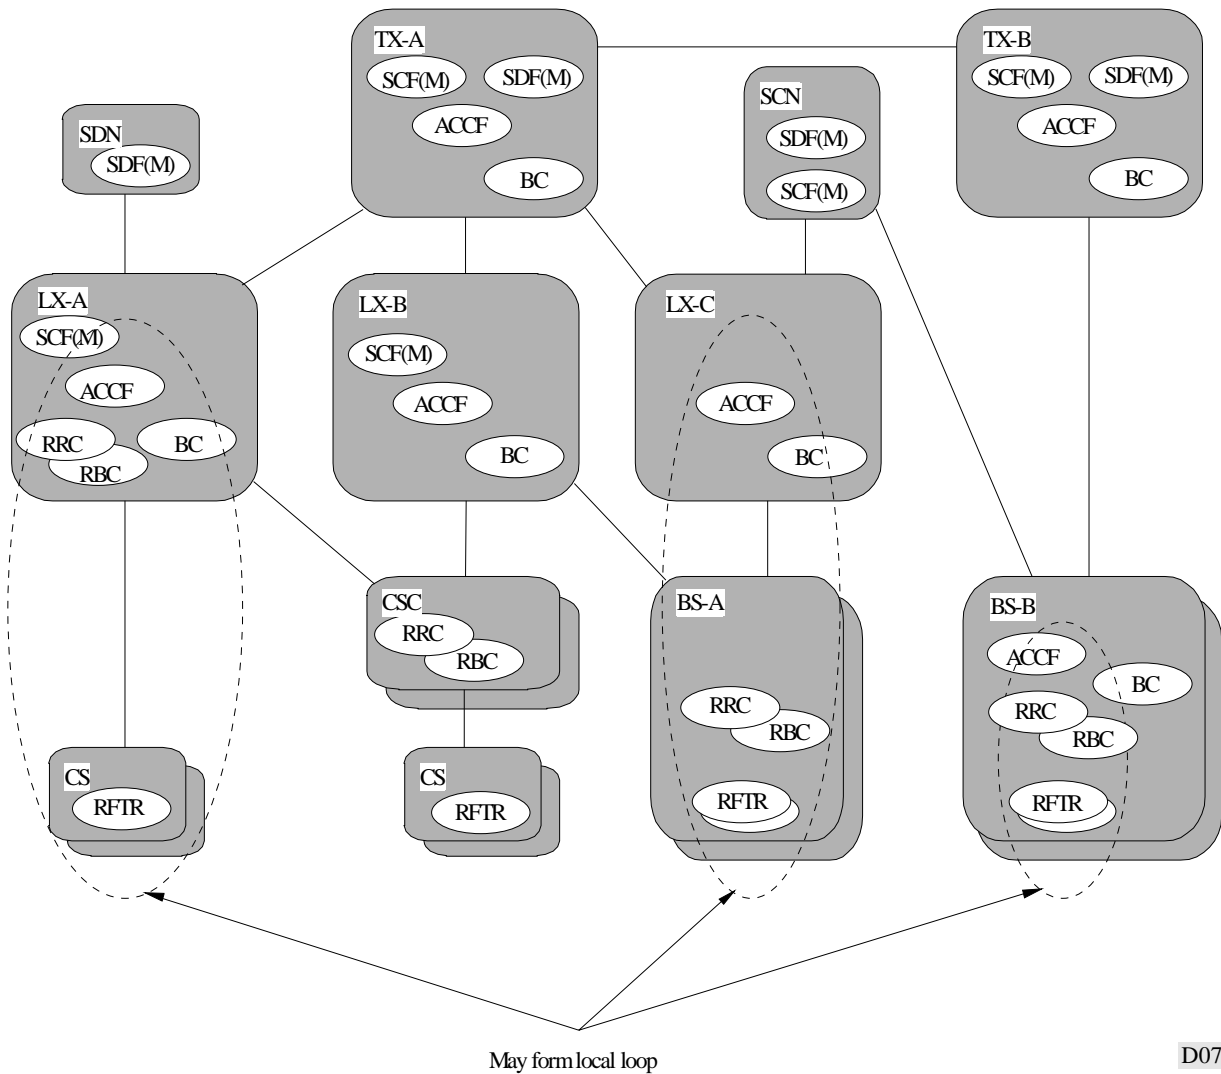 TX-A
SCF(M)
SDF(M)
ACCF
BC
TX-B
SCF(M)
SDF(M)
ACCF
BC
SCN
SDF(M)
SCF(M)
SDN
SDF(M)
LX-A
SCF(M)
ACCF
RRC
RBC
BC
LX-B
SCF(M)
ACCF
BC
LX-C
ACCF
BC
CSC
RRC
RBC
BS-A
RRC
RBC
RFTR
BS-B
ACCF
BC
RRC
RBC
RFTR
CS
RFTR
CS
RFTR
May form local loop
D07